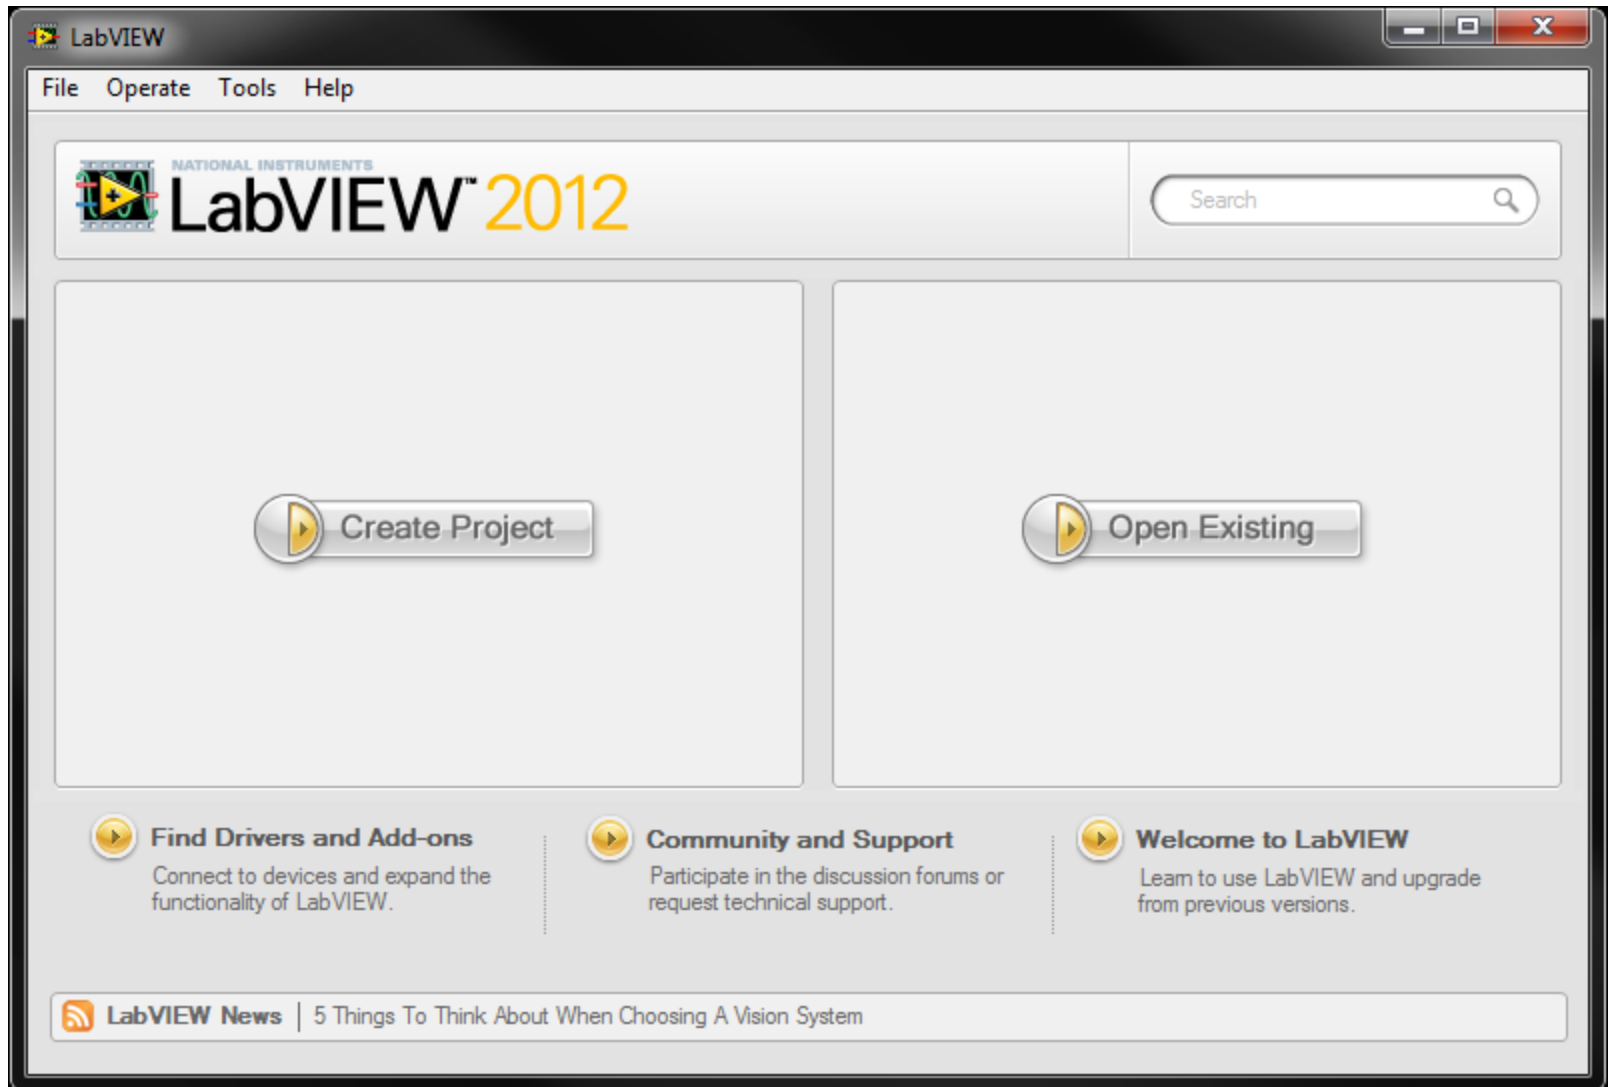 LabVIEW
File Operate Tools Help
NATIONAL INSTRUMENTS
LabVIEW™ 2012
Search
Create Project
Open Existing
Find Drivers and Add-ons
Connect to devices and expand the
functionality of LabVIEW.
Community and Support
Participate in the discussion forums or
request technical support.
Welcome to LabVIEW
Learn to use LabVIEW and upgrade
from previous versions.
LabVIEW News | 5 Things To Think About When Choosing A Vision System